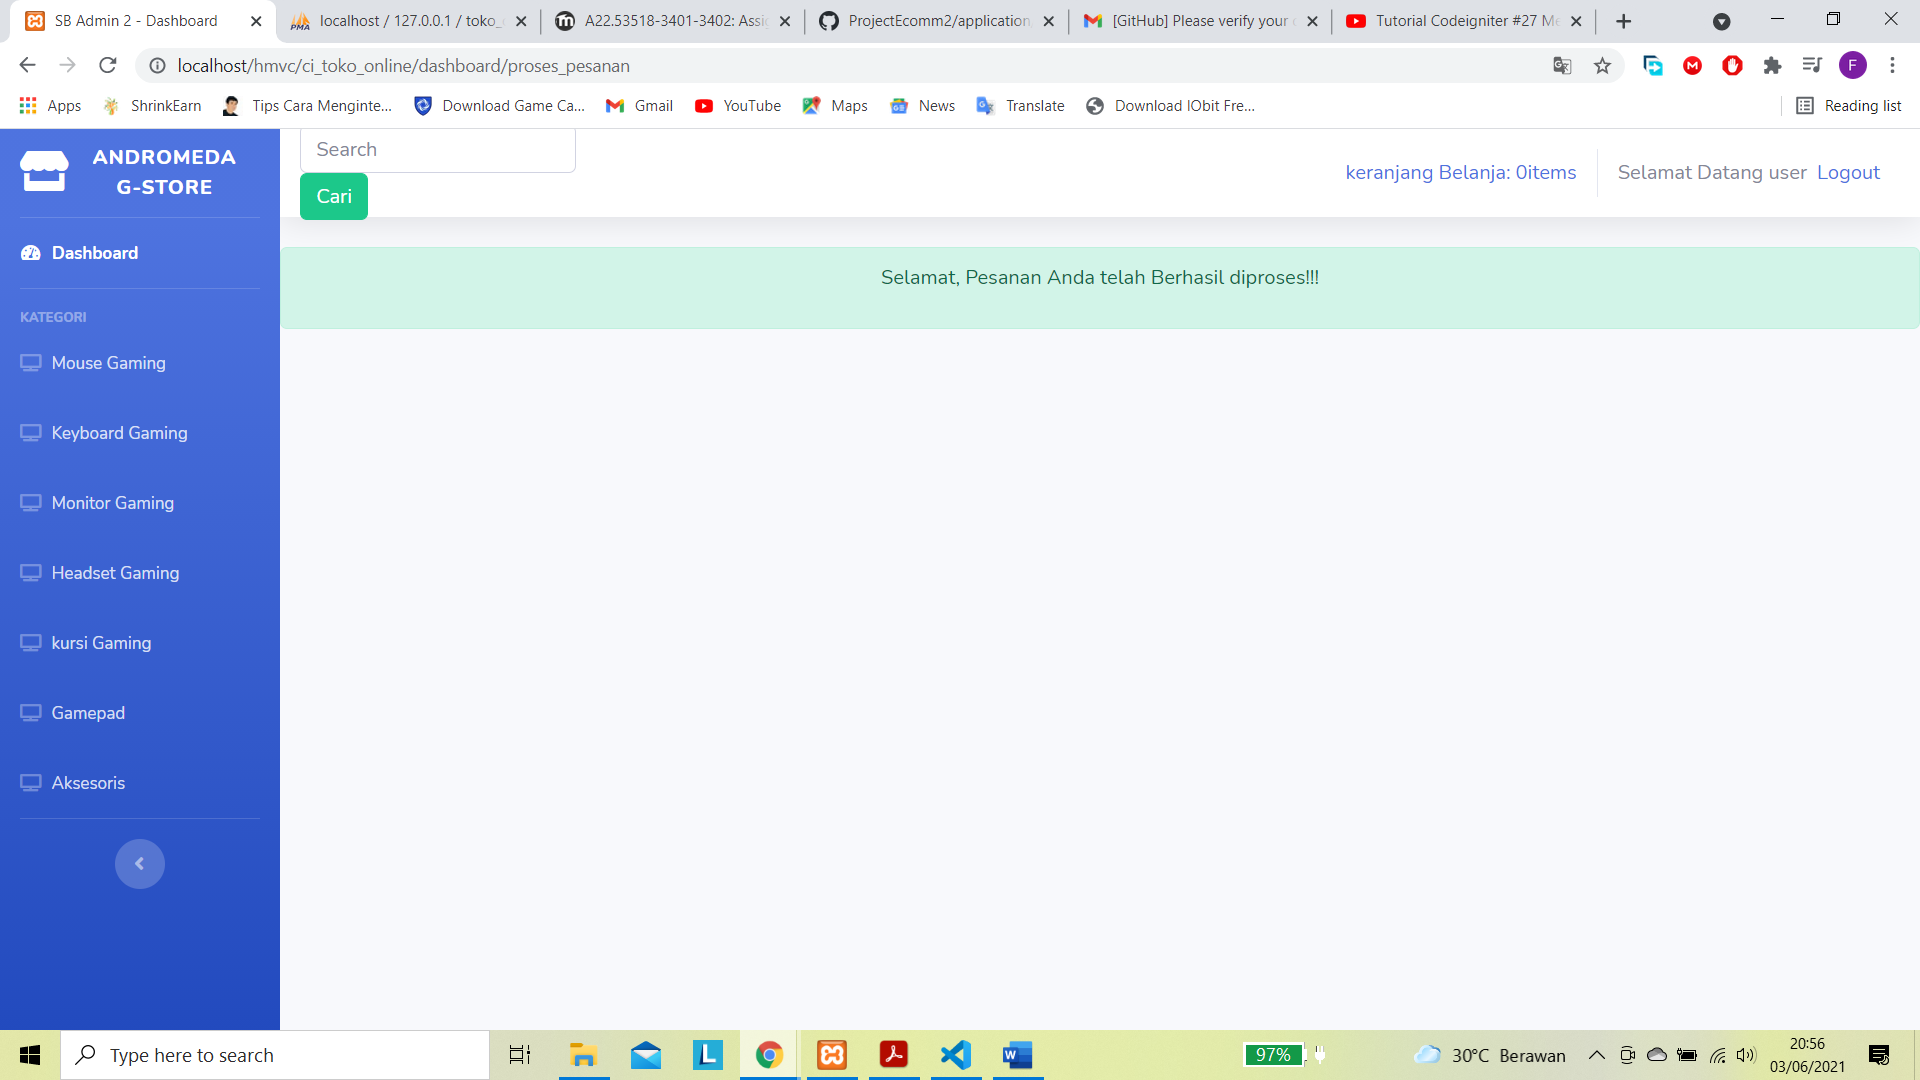 SB Admin 2 - Dashboard
localhost / 127.0.0.1 / toko_
A22.53518-3401-3402: Assi
ProjectEcomm2/application
[GitHub] Please verify your
Tutorial Codeigniter #27 Me
localhost/hmvc/ci_toko_online/dashboard/proses_pesanan
F
Apps
ShrinkEarn
Tips Cara Menginte...
Download Game Ca...
Gmail
YouTube
Maps
News
Translate
Download IObit Fre...
Reading list
ANDROMEDA
G-STORE
Search
Cari
keranjang Belanja: 0items
Selamat Datang user
Logout
Dashboard
Selamat, Pesanan Anda telah Berhasil diproses!!!
KATEGORI
Mouse Gaming
Keyboard Gaming
Monitor Gaming
Headset Gaming
kursi Gaming
Gamepad
Aksesoris
Type here to search
97%
30°C Berawan
20:56
03/06/2021